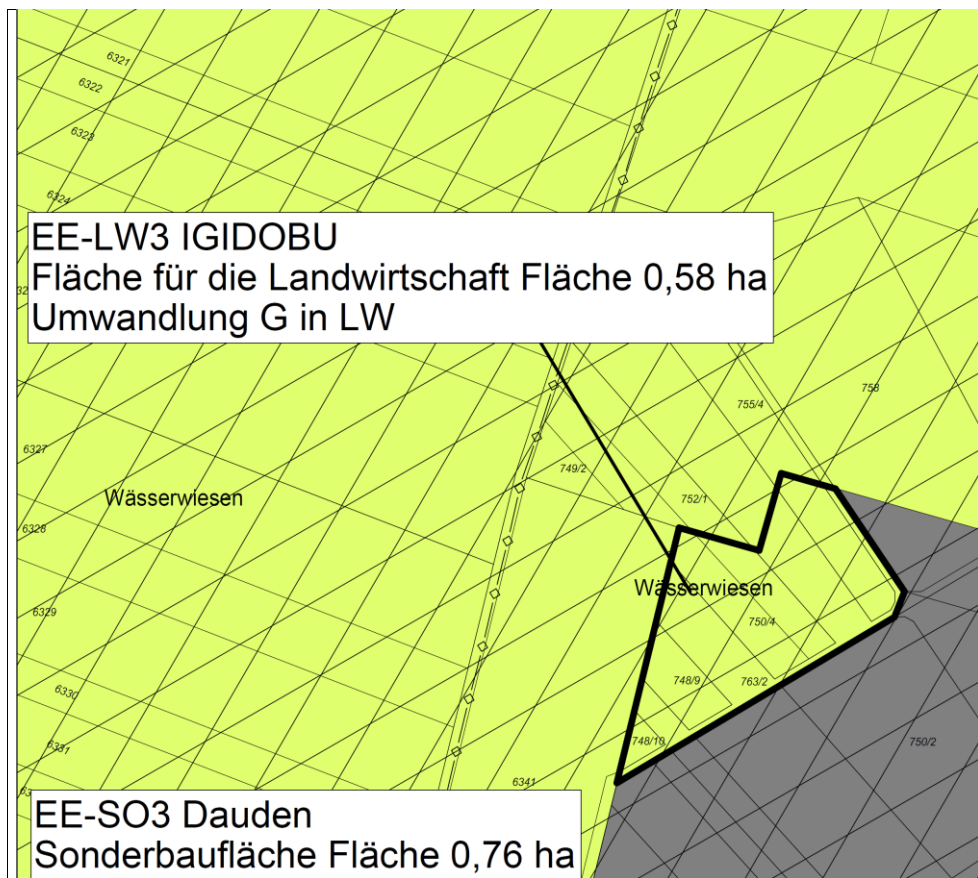 6321
6322
6323
6324
EE-LW3 IGIDOBU
Fläche für die Landwirtschaft Fläche 0,58 ha
Umwandlung G in LW
755/4
758
6327
749/2
752/1
Wässerwiesen
6328
Wässerwiesen
6329
750/4
748/9
763/2
6330
748/10
750/2
6331
6341
EE-SO3 Dauden
Sonderbaufläche Fläche 0,76 ha